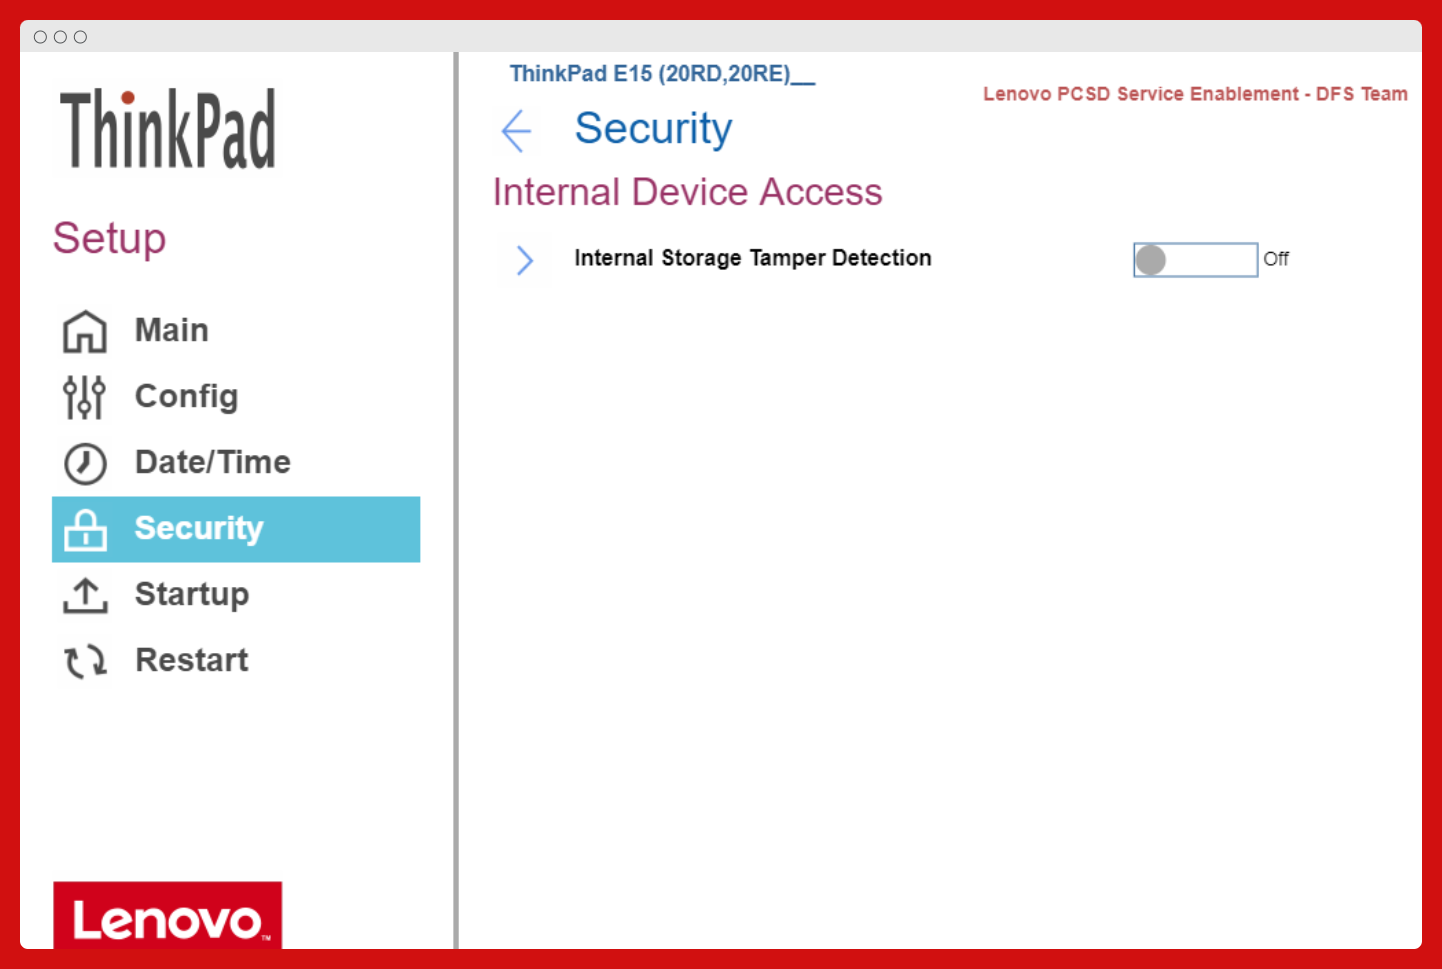 ThinkPad
Setup
Main
Config
Date/Time
Security
Startup
Restart
Lenovo™
ThinkPad E15 (20RD,20RE)__
Lenovo PCSD Service Enablement - DFS Team
Security
Internal Device Access
Internal Storage Tamper Detection
Off